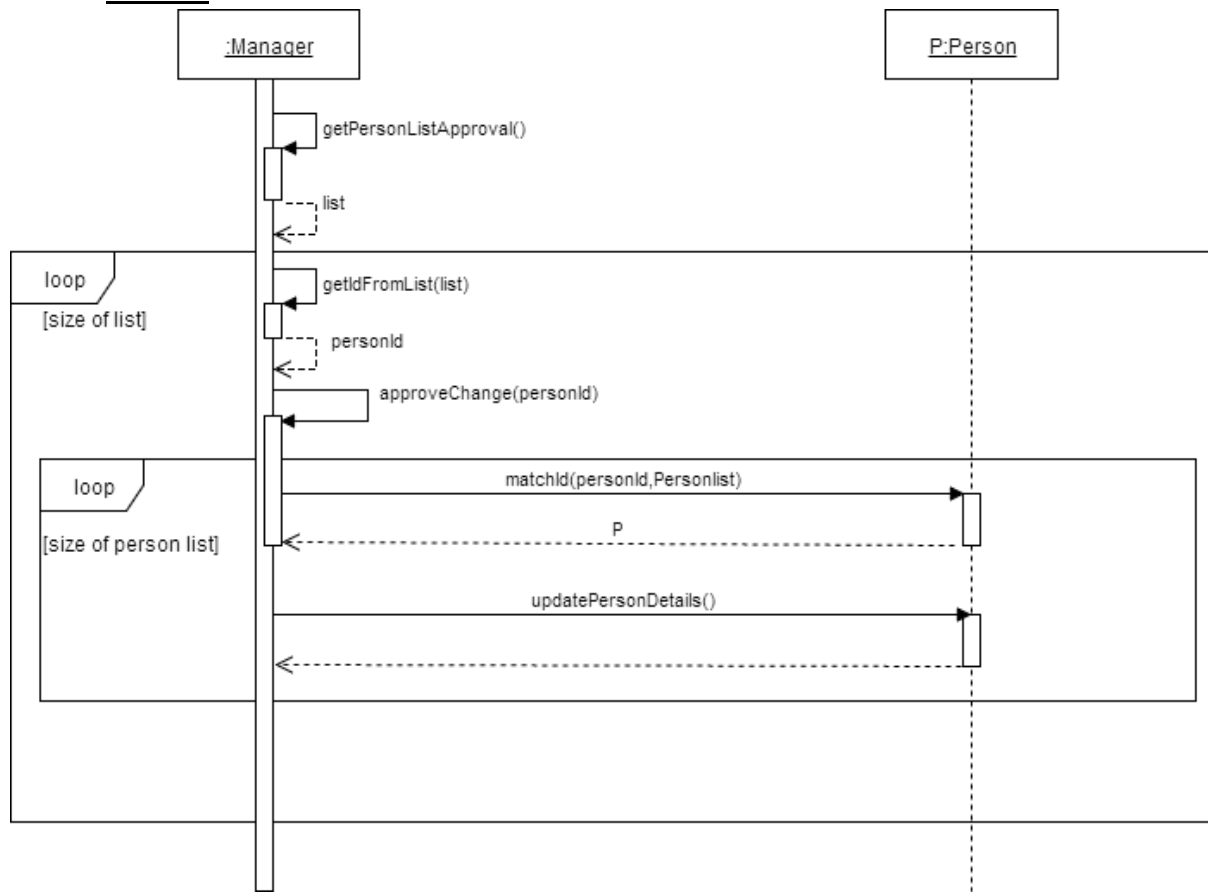 :Manager
P:Person
getPersonListApproval()
list
loop
[size of list]
getIdFromList(list)
personId
approveChange(personId)
loop
[size of person list]
matchId(personId,Personlist)
P
updatePersonDetails()